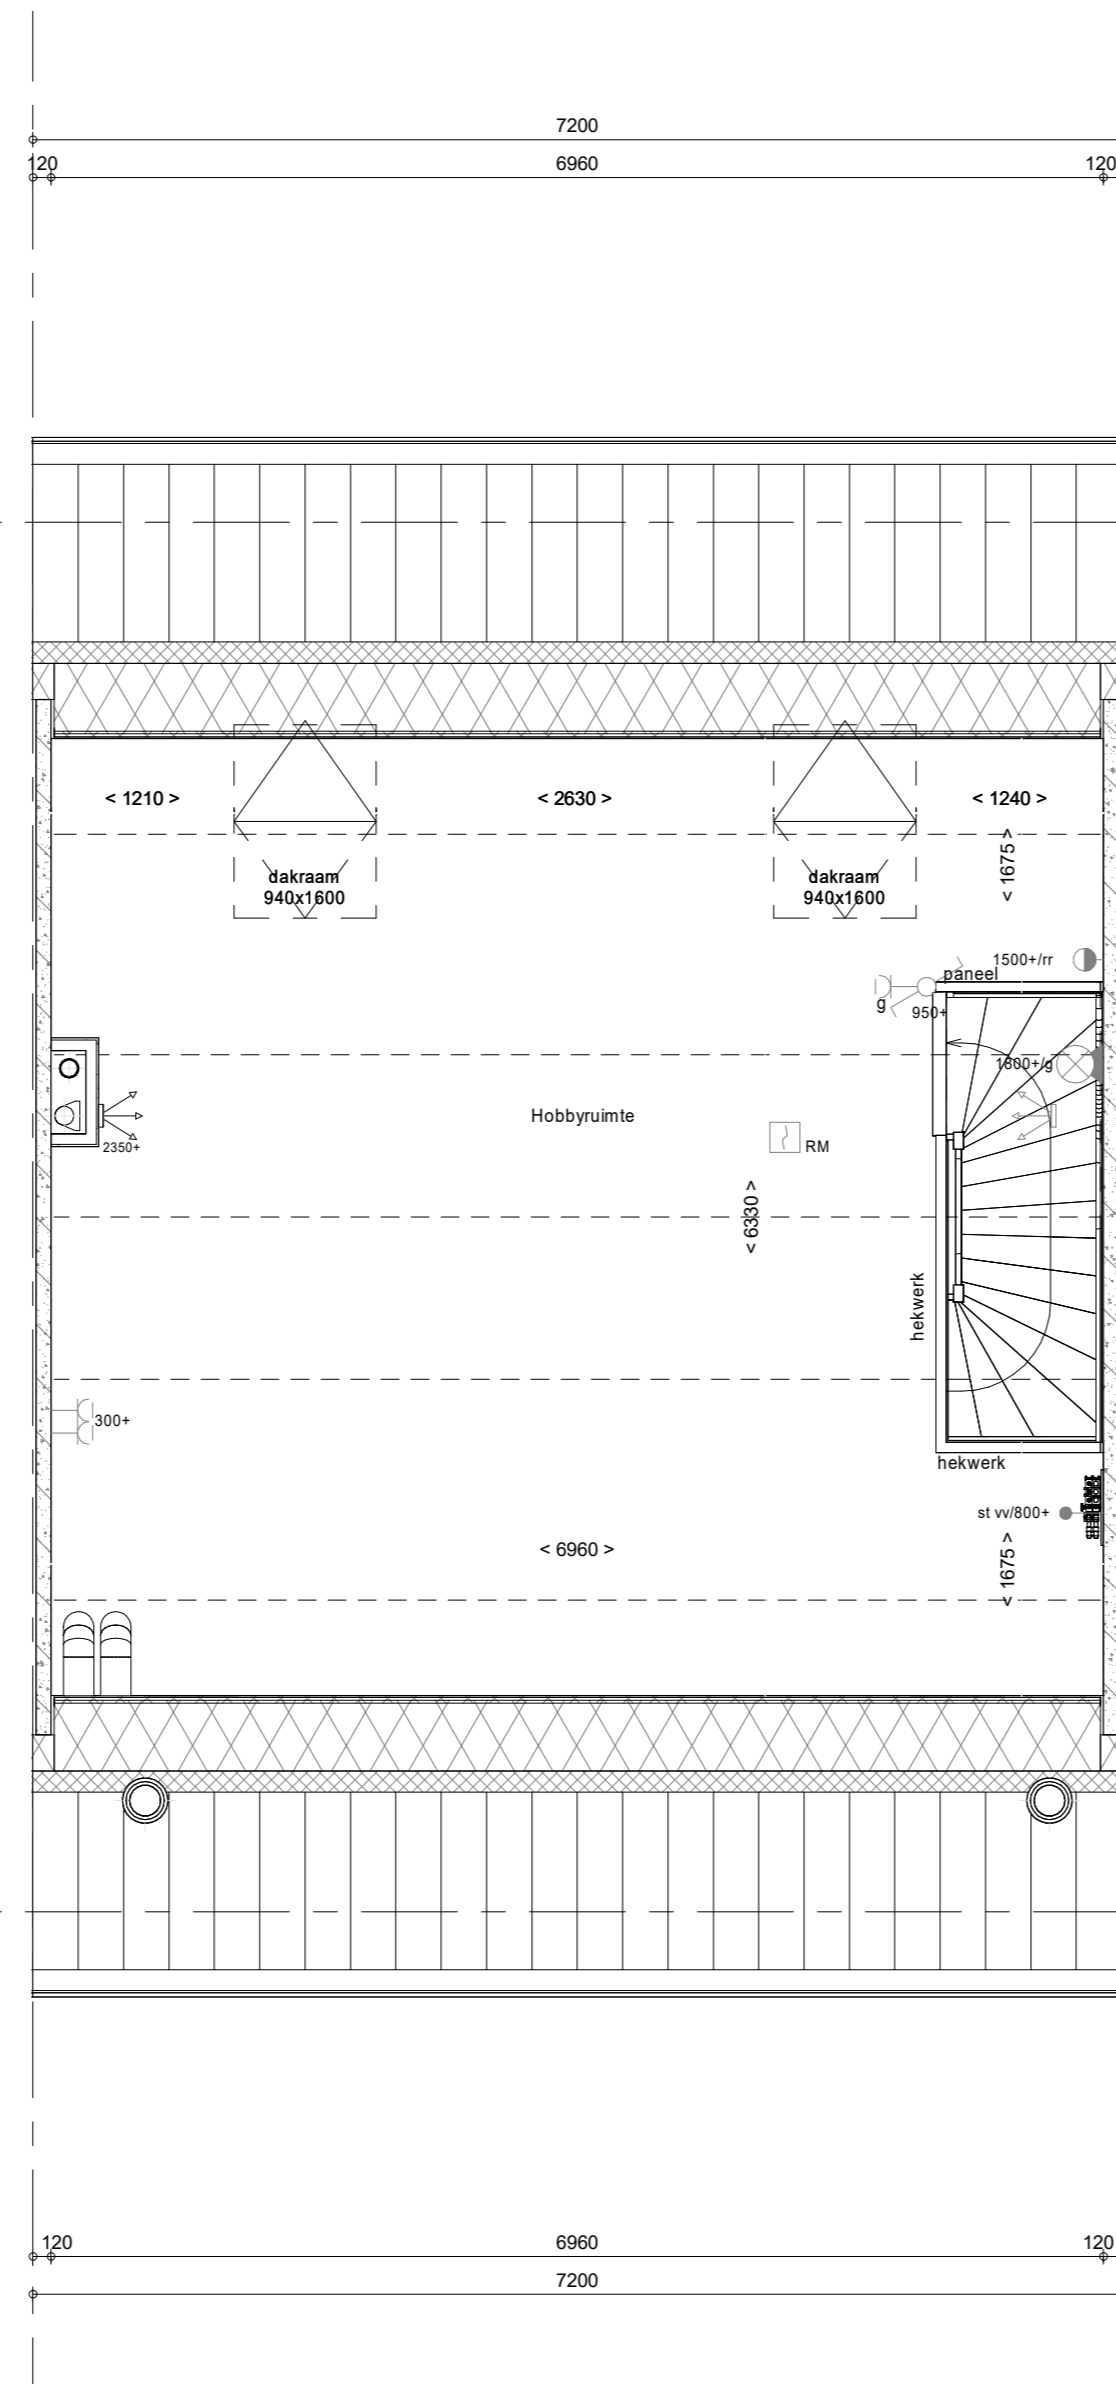 7200
120
6960
120
< 1210 >
< 2630 >
< 1240 >
< 1675 >
dakraam
940x1600
dakraam
940x1600
1500+/rr
paneel
g
950+
1800+/g
Hobbyruimte
2350+
RM
< 6330 >
hekwerk
300+
hekwerk
st vv/800+
< 6960 >
< 1675 >
120
6960
120
7200